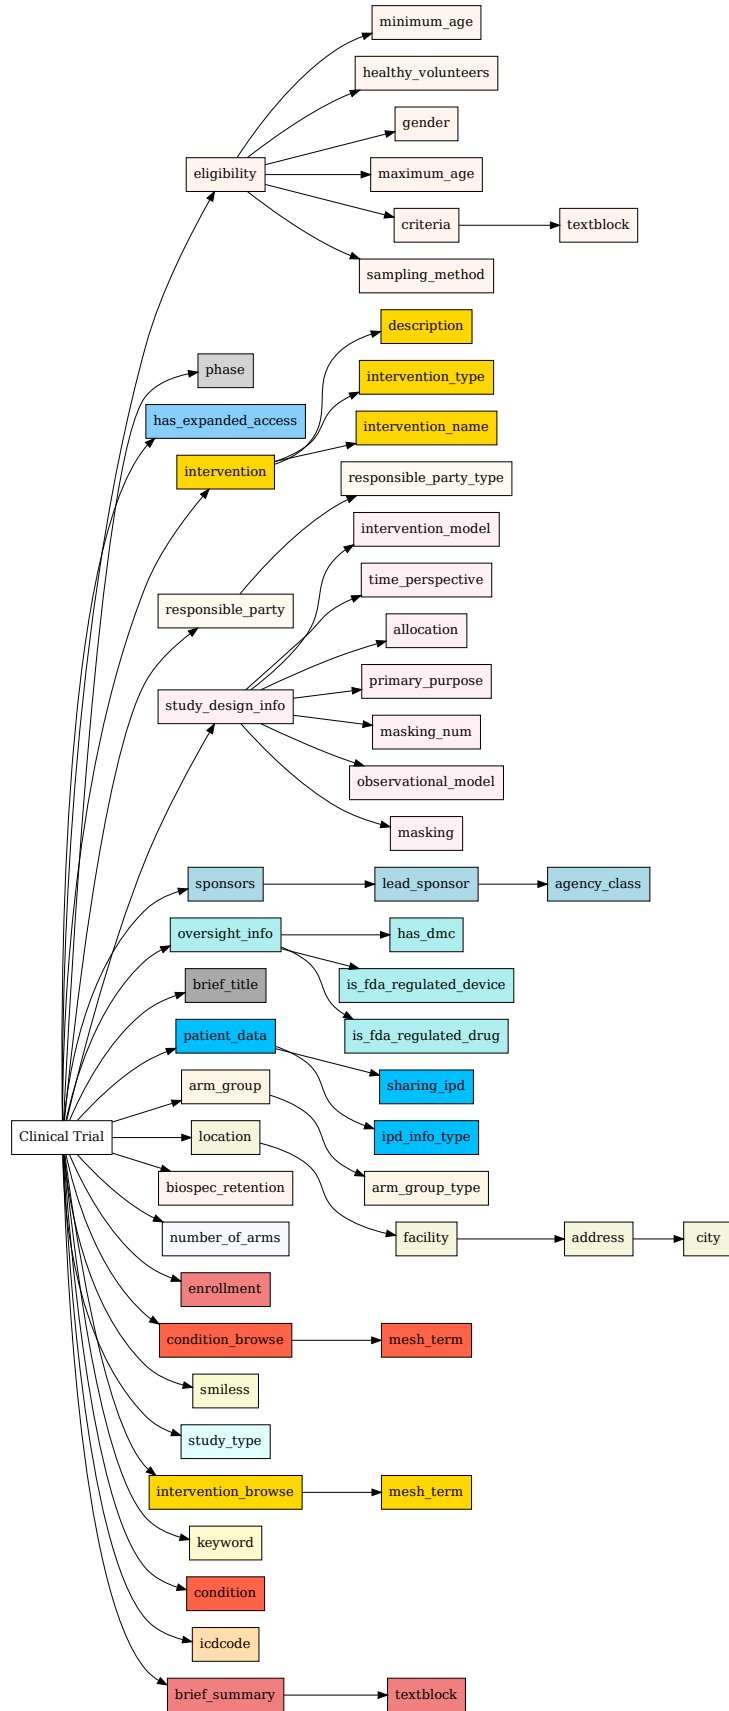 minimum_age
healthy_volunteers
gender
eligibility
maximum_age
criteria
textblock
sampling_method
description
phase
intervention_type
has_expanded_access
intervention_name
intervention
responsible_party_type
intervention_model
time_perspective
responsible_party
allocation
primary_purpose
study_design_info
masking_num
observational_model
masking
sponsors
lead_sponsor
agency_class
oversight_info
has_dmc
brief_title
is_fda_regulated_device
patient_data
is_fda_regulated_drug
arm_group
sharing_ipd
Clinical Trial
location
ipd_info_type
biospec_retention
arm_group_type
number_of_arms
facility
address
city
enrollment
condition_browse
mesh_term
smiless
study_type
intervention_browse
mesh_term
keyword
condition
icdcode
brief_summary
textblock